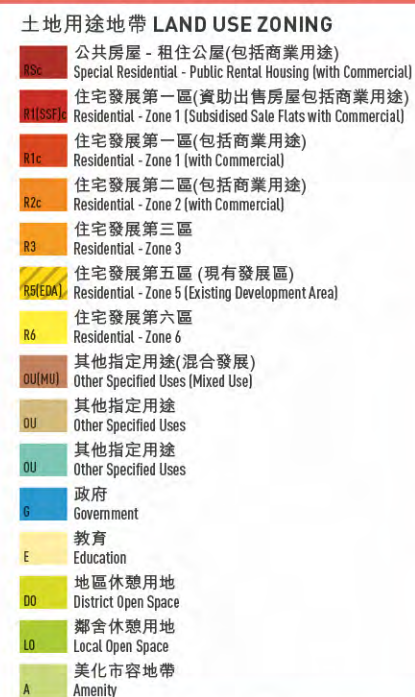 土地用途地帶 LAND USE ZONING
公共房屋 - 租住公屋(包括商業用途)
RSc Special Residential - Public Rental Housing (with Commercial)
住宅發展第一區(資助出售房屋包括商業用途)
R1(SSF)c Residential - Zone 1 (Subsidised Sale Flats with Commercial)
住宅發展第一區(包括商業用途)
R1c Residential - Zone 1 (with Commercial)
住宅發展第二區(包括商業用途)
R2c Residential - Zone 2 (with Commercial)
住宅發展第三區
R3 Residential - Zone 3
住宅發展第五區 (現有發展區)
R5(EDA) Residential - Zone 5 (Existing Development Area)
住宅發展第六區
R6 Residential - Zone 6
其他指定用途(混合發展)
OU(MU) Other Specified Uses (Mixed Use)
其他指定用途
OU Other Specified Uses
其他指定用途
OU Other Specified Uses
政府
G Government
教育
E Education
地區休憩用地
DO District Open Space
鄰舍休憩用地
LO Local Open Space
美化市容地帶
A Amenity